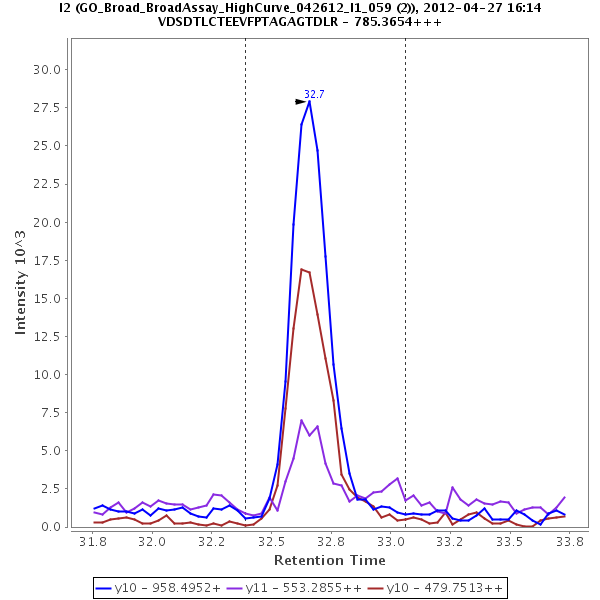 I2 (GO_Broad_BroadAssay_HighCurve_042612_I1_059 (2)), 2012-04-27 16:14
VDSDTLCTEEVFPTAGAGTDLR - 785.3654+++
32.7
Intensity 10^3
30.0
27.5
25.0
22.5
20.0
17.5
15.0
12.5
10.0
7.5
5.0
2.5
0.0
31.8 32.0 32.2 32.5 32.8 33.0 33.2 33.5 33.8
Retention Time
y10 - 958.4952+ y11 - 553.2855++ y10 - 479.7513++